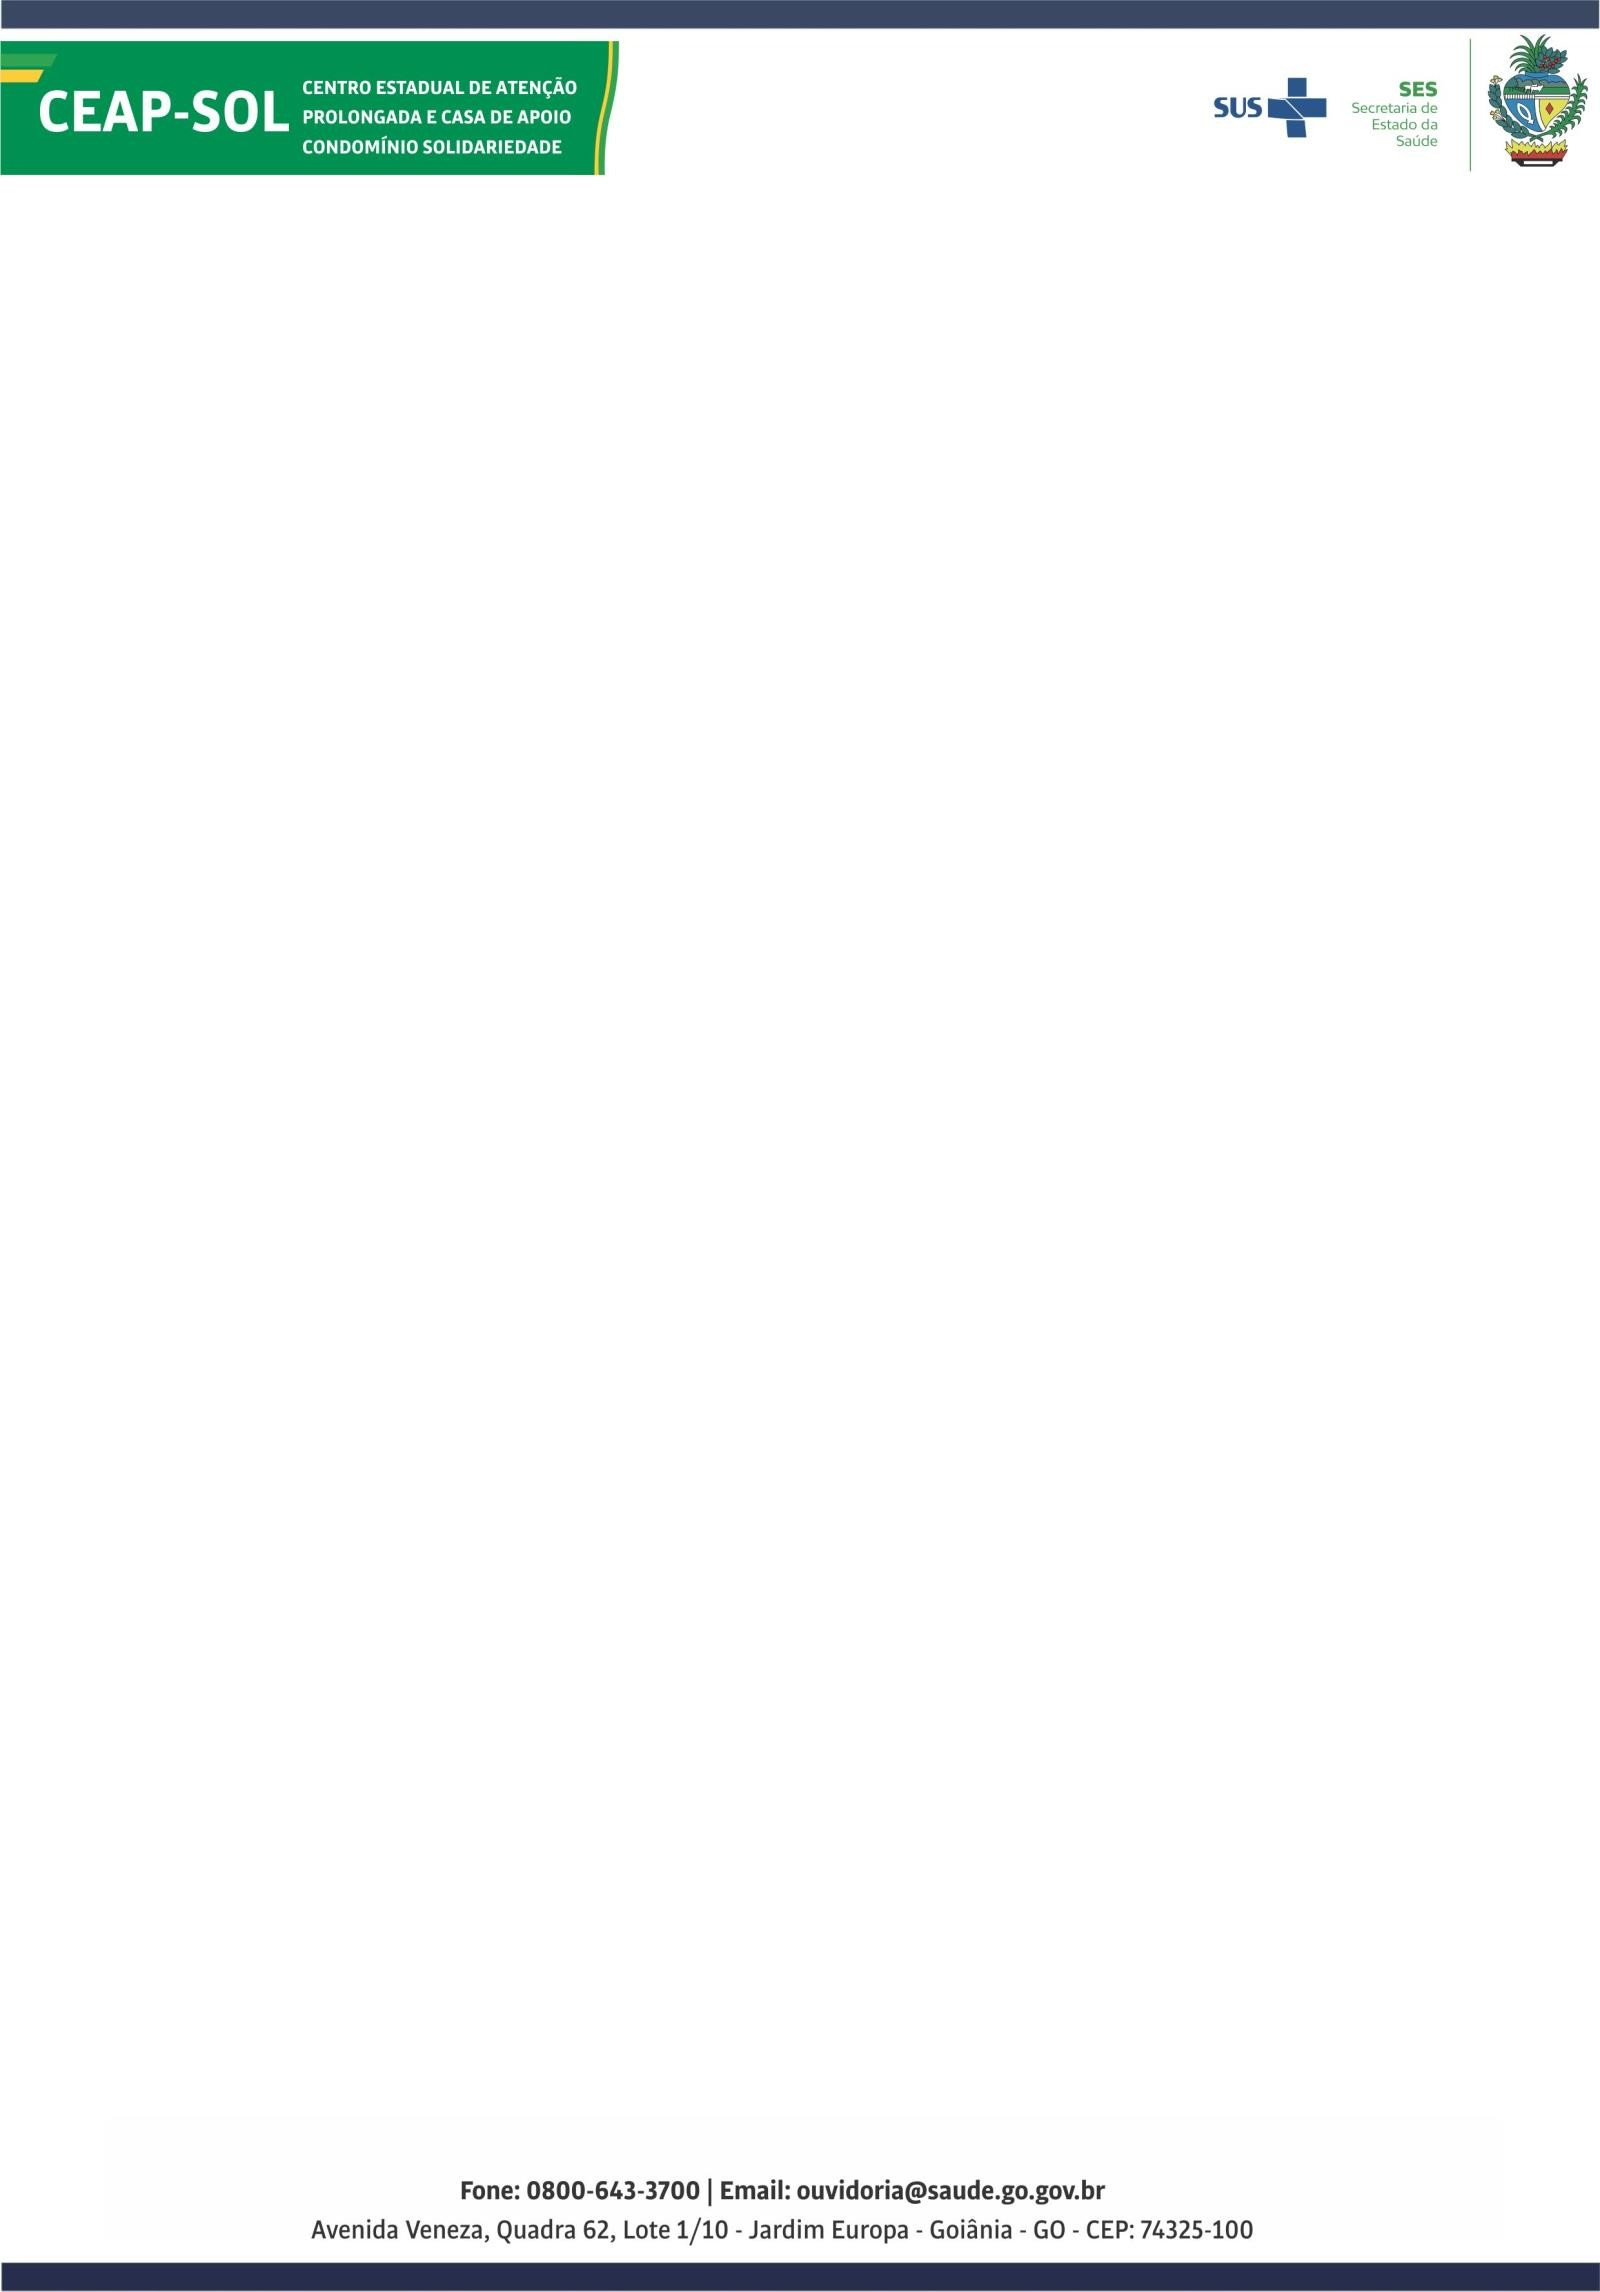 CEAP-SOL
CENTRO ESTADUAL DE ATENÇÃO
PROLONGADA E CASA DE APOIO
CONDOMÍNIO SOLIDARIEDADE
SUS
SES
Secretaria de
Estado da
Saúde
Fone: 0800-643-3700 | Email: ouvidoria@saude.go.gov.br
Avenida Veneza, Quadra 62, Lote 1/10 - Jardim Europa - Goiânia - GO - CEP: 74325-100